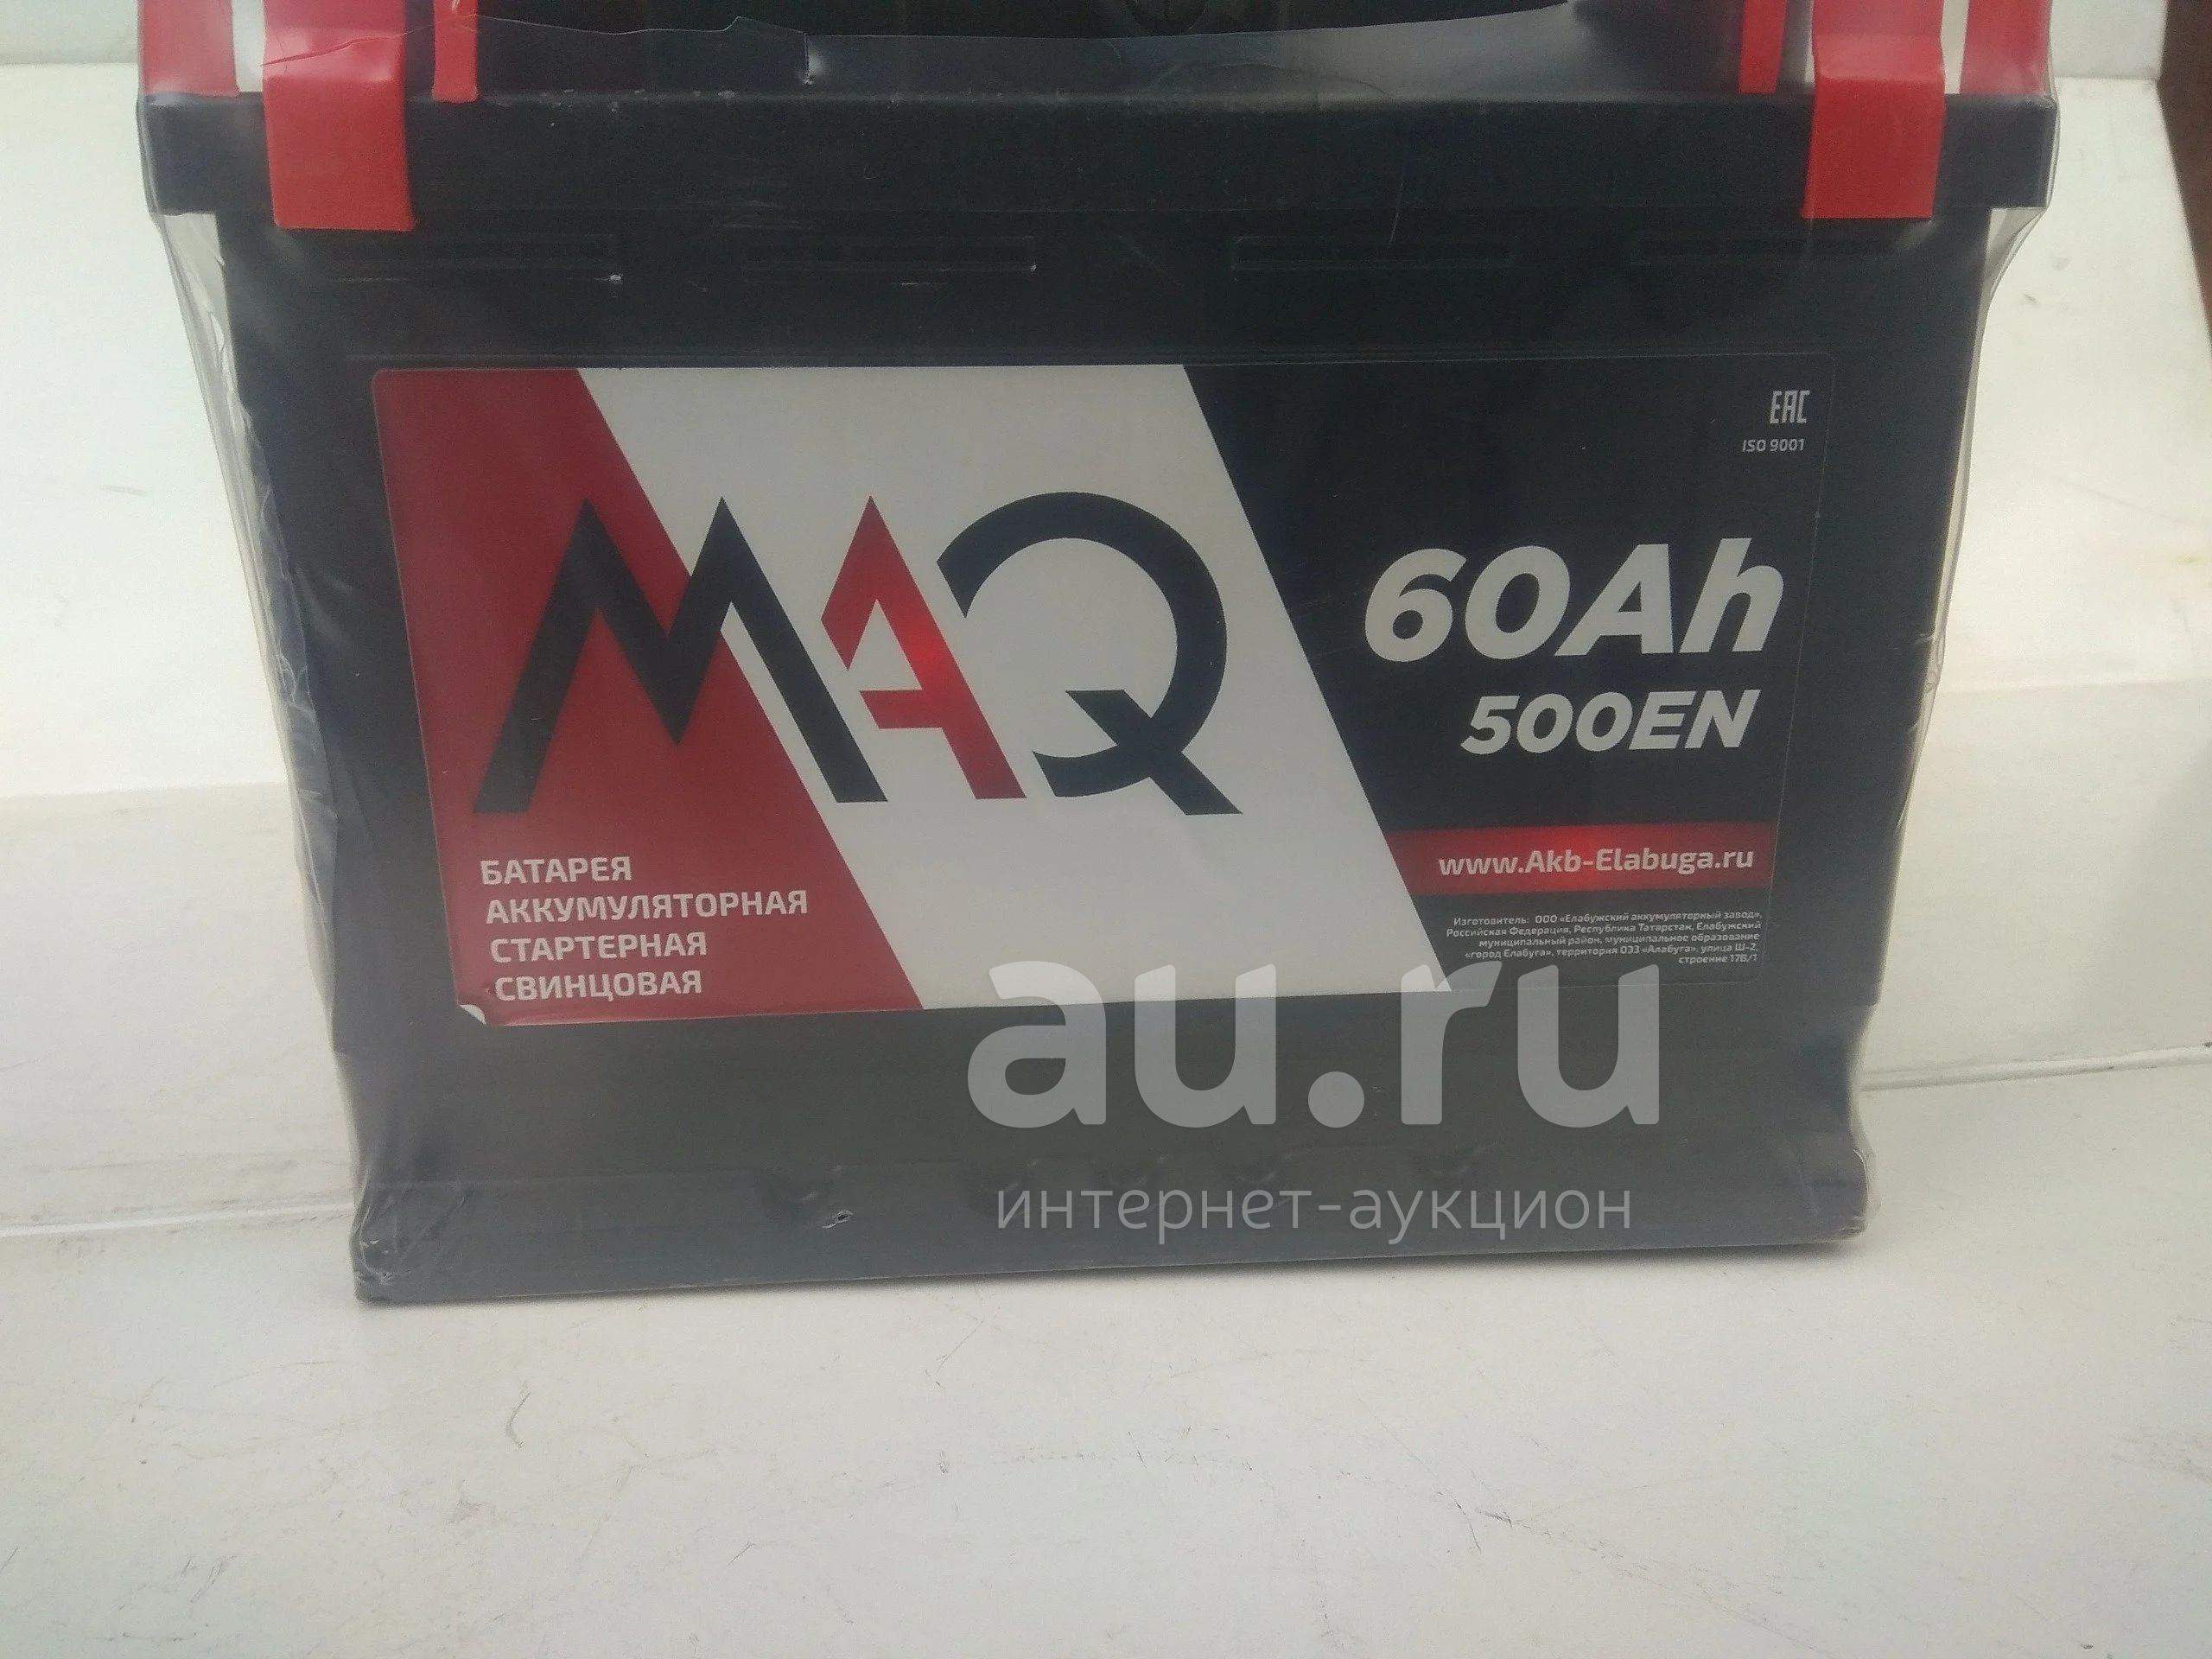 EAC
ISO 9001
MAQ
60Ah
500EN
www.Akb-Elabuga.ru
БАТАРЕЯ
АККУМУЛЯТОРНАЯ
СТАРТЕРНАЯ
СВИНЦОВАЯ
Изготовитель: ООО «Елабужский аккумуляторный завод»,
Российская Федерация, Республика Татарстан, Елабужский
муниципальный район, муниципальное образование
«город Елабуга», территория ОЭЗ «Алабуга», улица Ш-2,
строение 17В/1
au.ru
интернет-аукцион